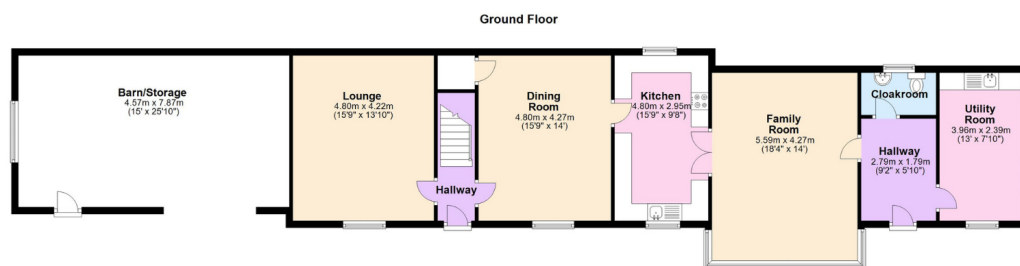 Ground Floor
Barn/Storage
4.57m x 7.87m
(15' x 25'10")
Lounge
4.80m x 4.22m
(15'9" x 13'10")
Hallway
Dining
Room
4.80m x 4.27m
(15'9" x 14')
Kitchen
4.80m x 2.95m
(15'9" x 9'8")
Family
Room
5.59m x 4.27m
(18'4" x 14')
Cloakroom
Hallway
2.79m x 1.79m
(9'2" x 5'10")
Utility
Room
3.96m x 2.39m
(13' x 7'10")